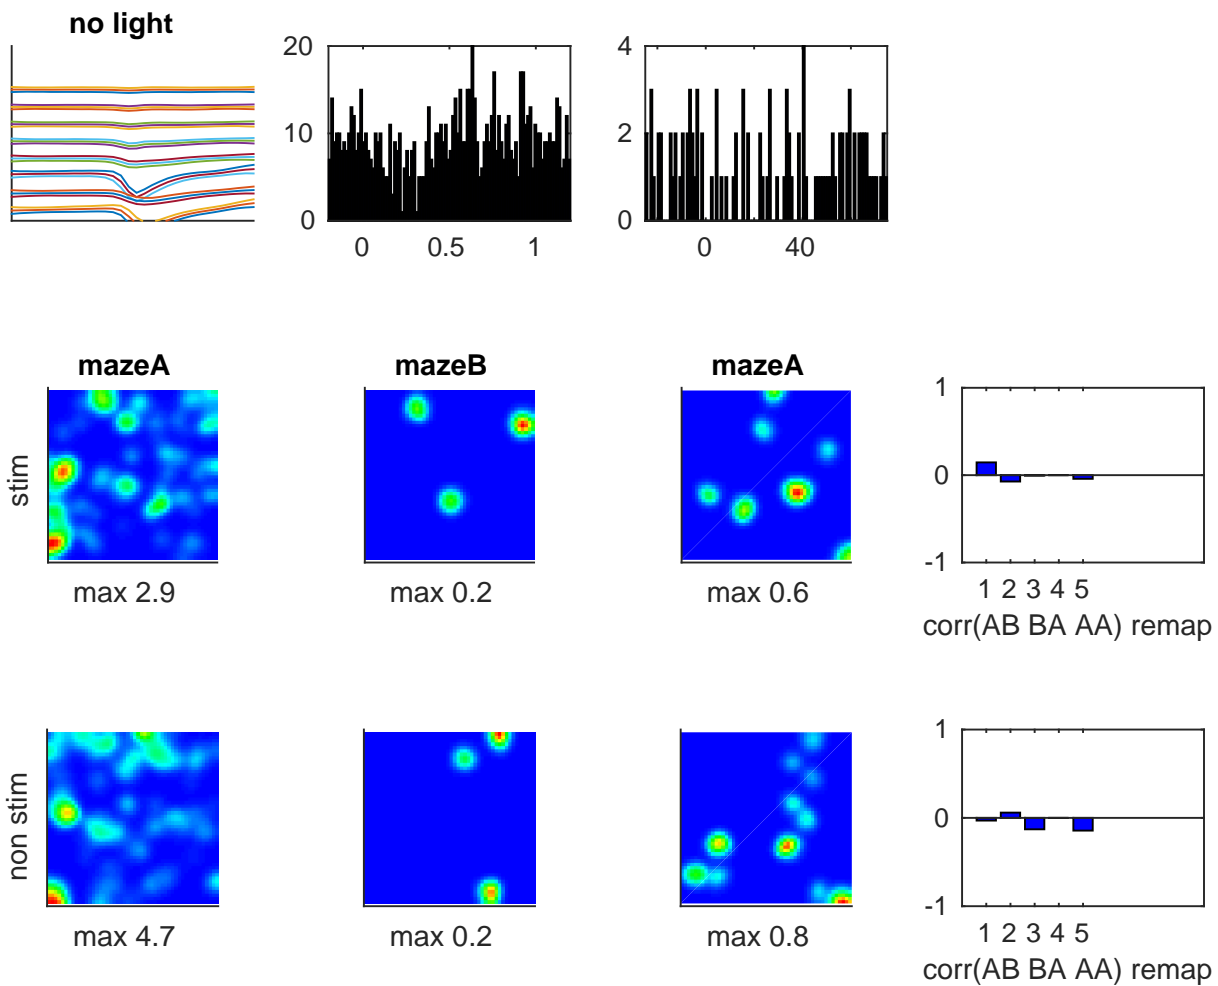 no light
20
10
0
0 0.5 1
4
2
0
0 40
mazeA mazeB mazeA
stim
max 2.9 max 0.2 max 0.6
1
0
-1
1 2 3 4 5
corr(AB BA AA) remap
non stim
max 4.7 max 0.2 max 0.8
1
0
-1
1 2 3 4 5
corr(AB BA AA) remap